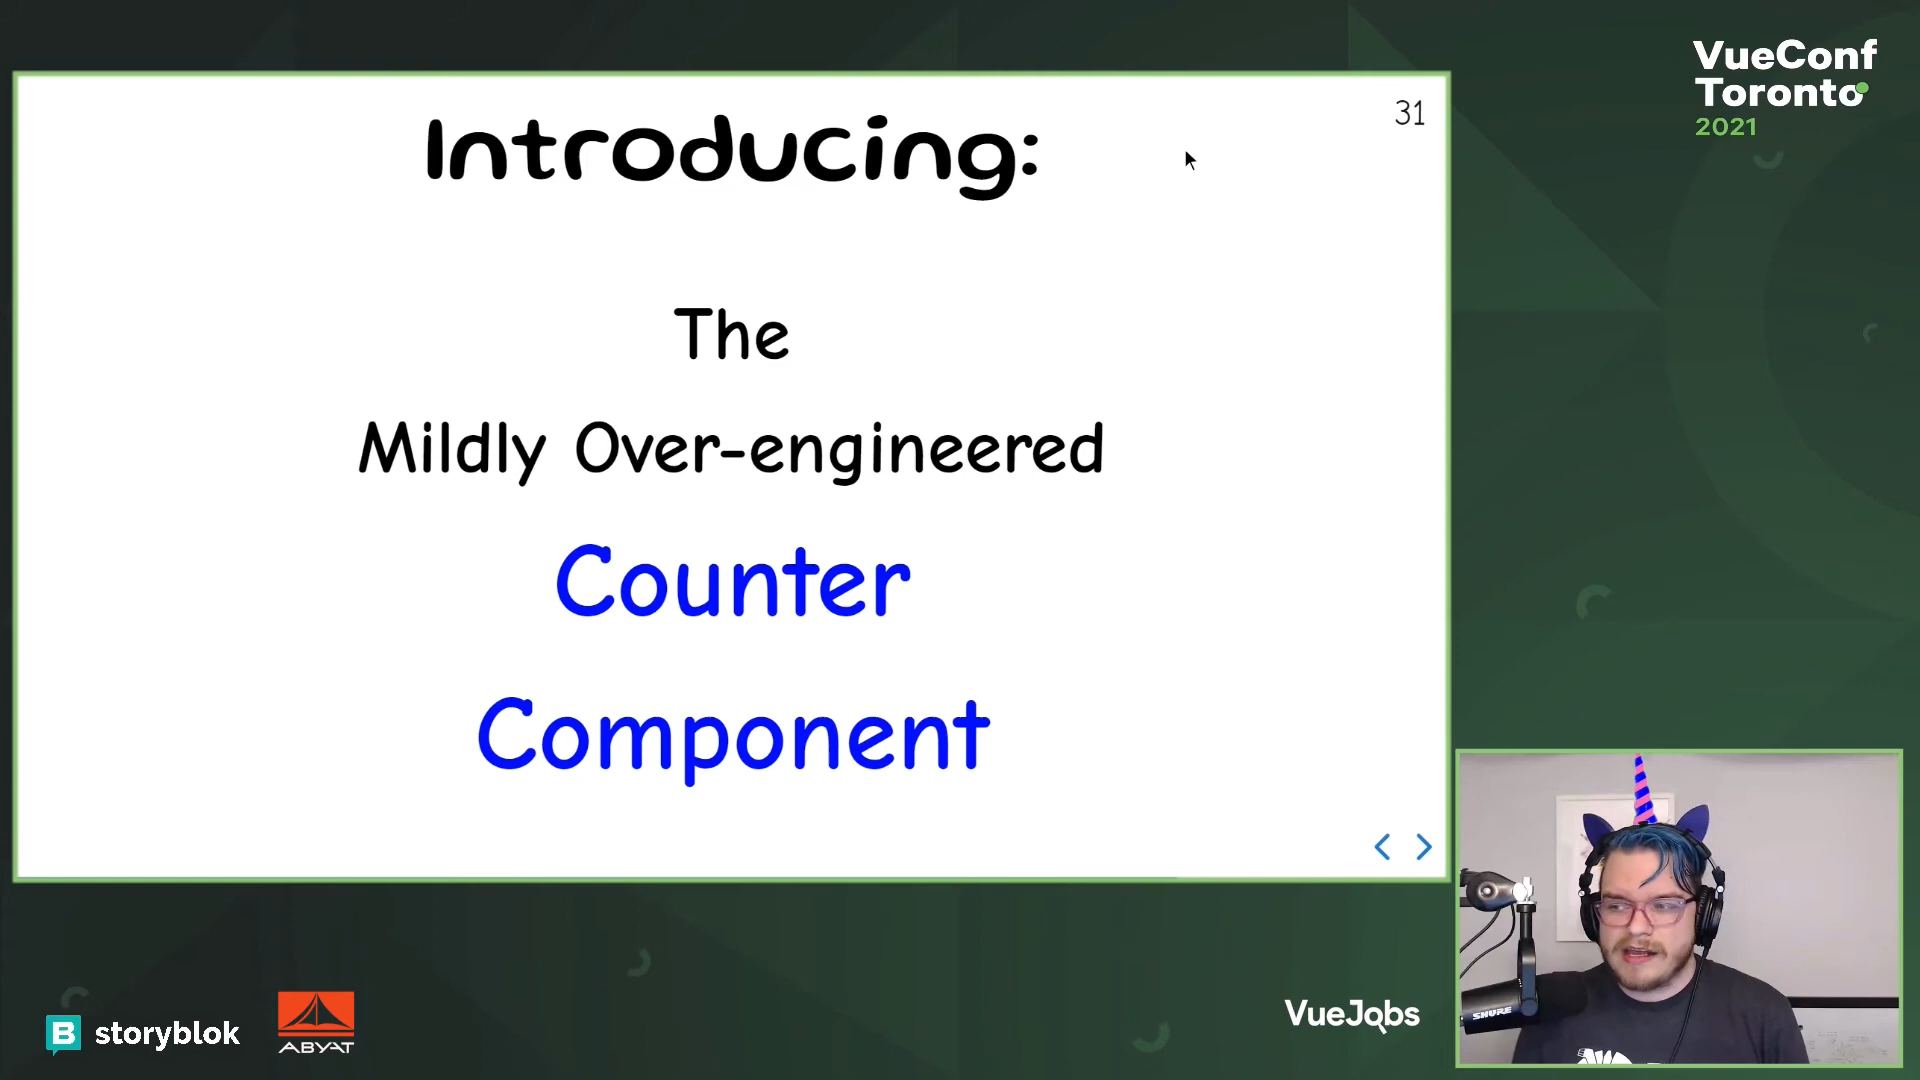 VueConf
Toronto
2021
31
Introducing:
The
Mildly Over-engineered
Counter
Component
B storyblok
ABYAT
VueJobs
SHURE